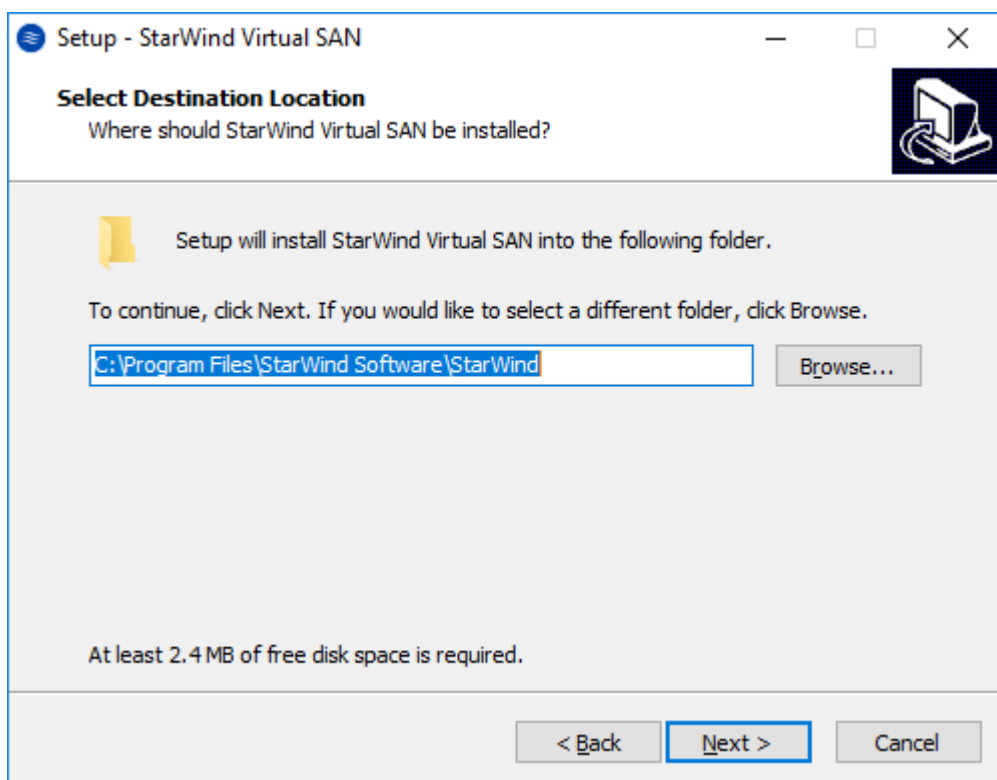 Setup - StarWind Virtual SAN
Select Destination Location
Where should StarWind Virtual SAN be installed?
Setup will install StarWind Virtual SAN into the following folder.
To continue, click Next. If you would like to select a different folder, click Browse.
C:\Program Files\StarWind Software\StarWind
Browse...
At least 2.4 MB of free disk space is required.
< Back
Next >
Cancel